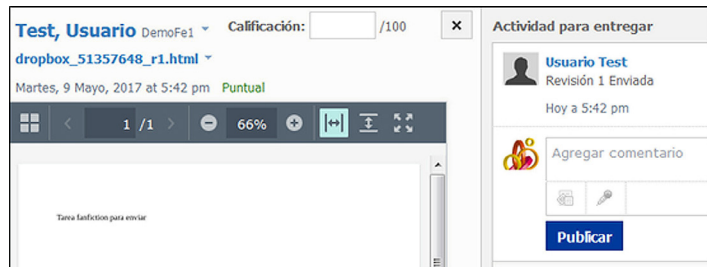 Test, Usuario DemoFe1
Calificación: /100
dropbox_51357648_r1.html
Martes, 9 Mayo, 2017 at 5:42 pm Puntual
1 /1 66%
Tarea fanfiction para enviar
Actividad para entregar
Usuario Test
Revisión 1 Enviada
Hoy a 5:42 pm
Agregar comentario
Publicar